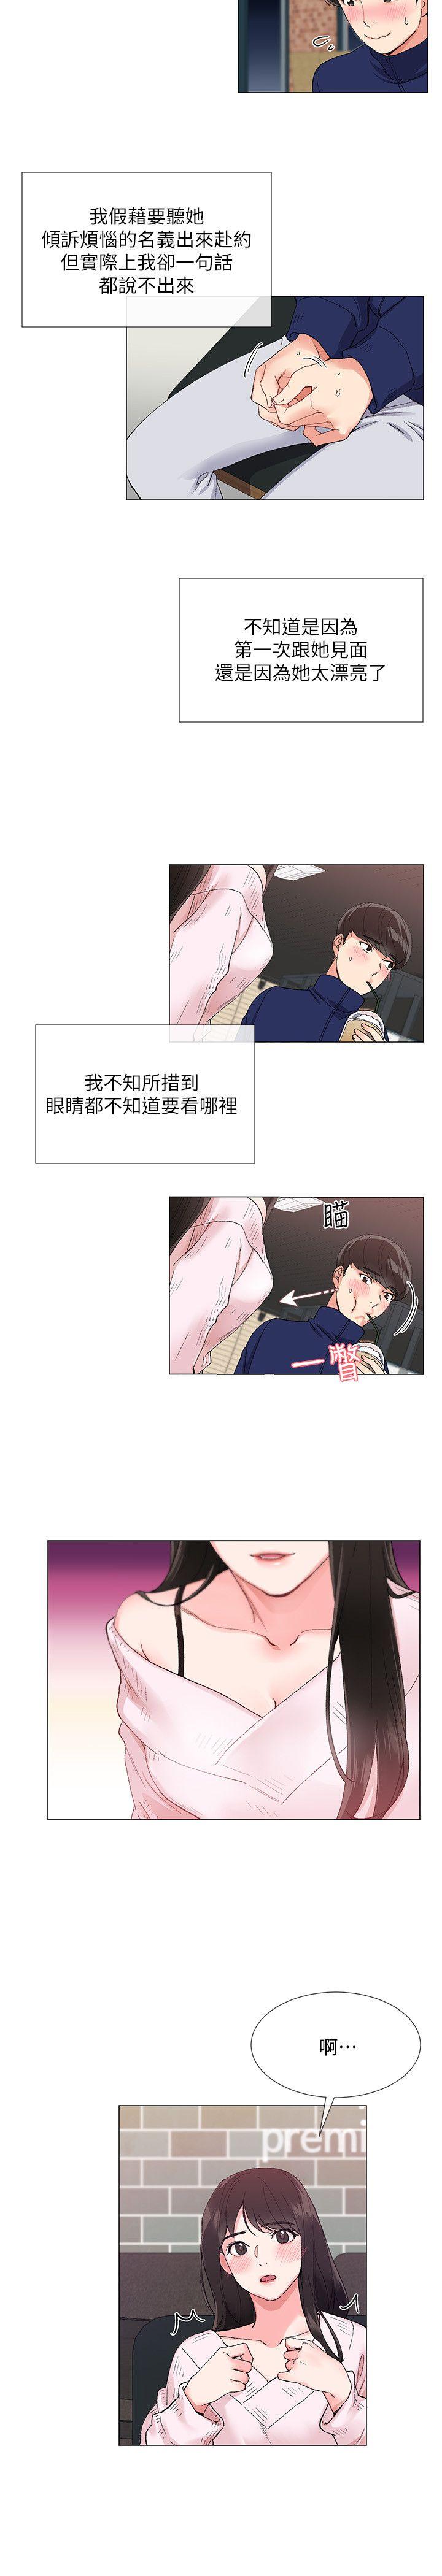 我假藉要聽她
傾訴煩惱的名義出來赴約
但實際上我卻一句話
都說不出來
不知道是因為
第一次跟她見面
還是因為她太漂亮了
我不知所措到
眼睛都不知道要看哪裡
瞄
一瞥
啊…
premi